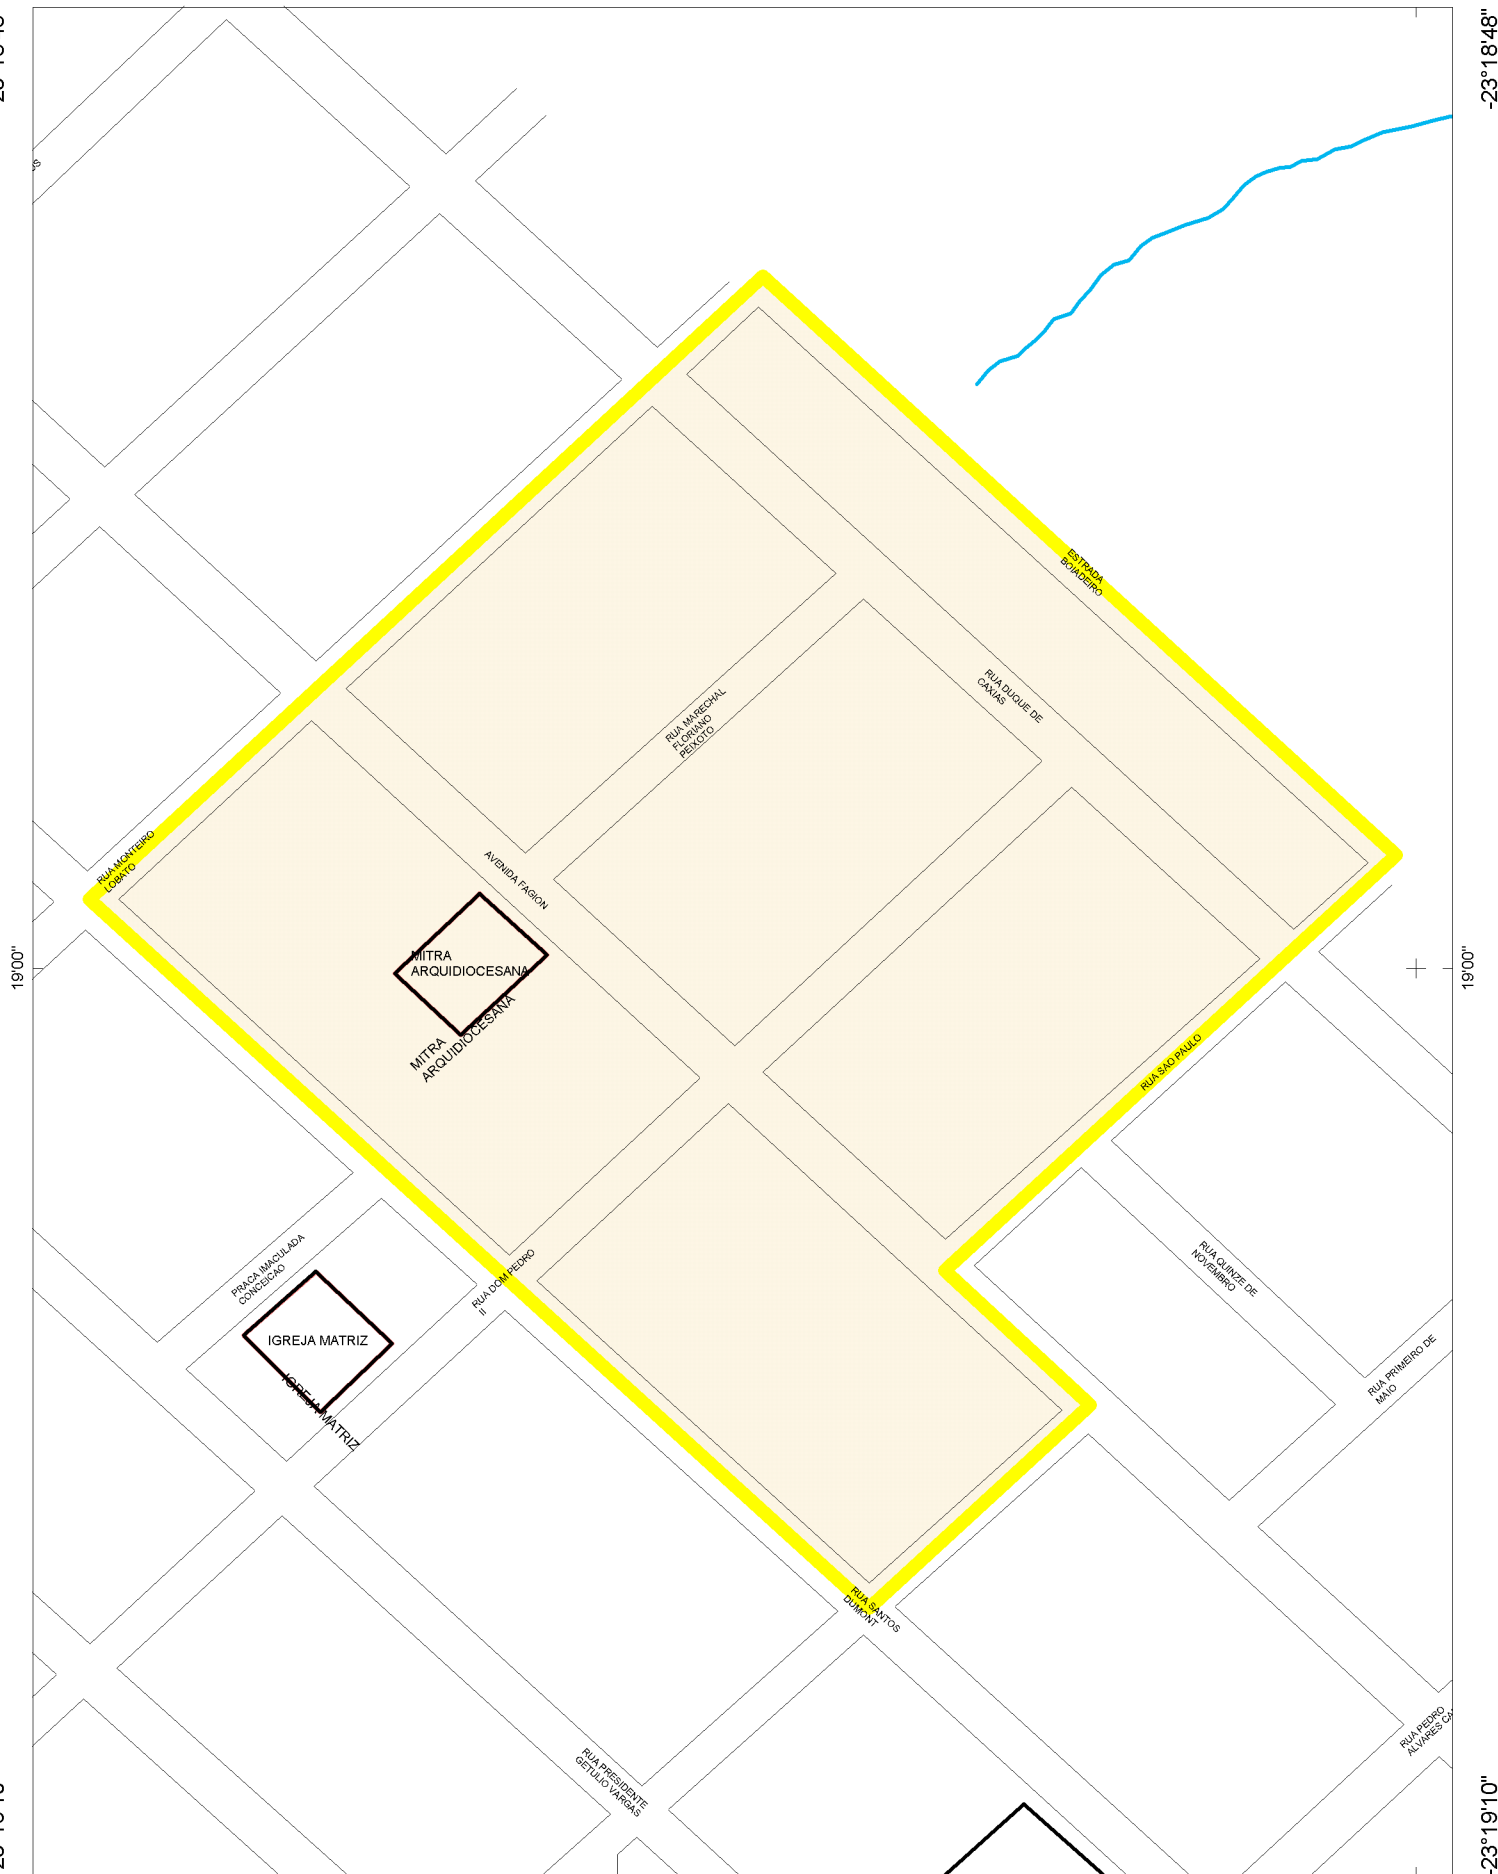 -23°18'48"
ESTRADA
BOIADEIRO
RUA DUQUE DE
CAXIAS
RUA MARECHAL
FLORIANO
PEIXOTO
RUA MONTEIRO
LOBATO
AVENIDA FAGION
MITRA
ARQUIDIOCESANA
MITRA
ARQUIDIOCESANA
19'00"
19'00"
RUA SAO PAULO
PRACA IMACULADA
CONCEICAO
RUA DOM PEDRO
II
RUA QUINZE DE
NOVEMBRO
IGREJA MATRIZ
IGREJA MATRIZ
RUA PRIMEIRO DE
MAIO
RUA SANTOS
DUMONT
RUA PEDRO
ALVARES CA
RUA PRESIDENTE
GETULIO VARGAS
-23°19'10"